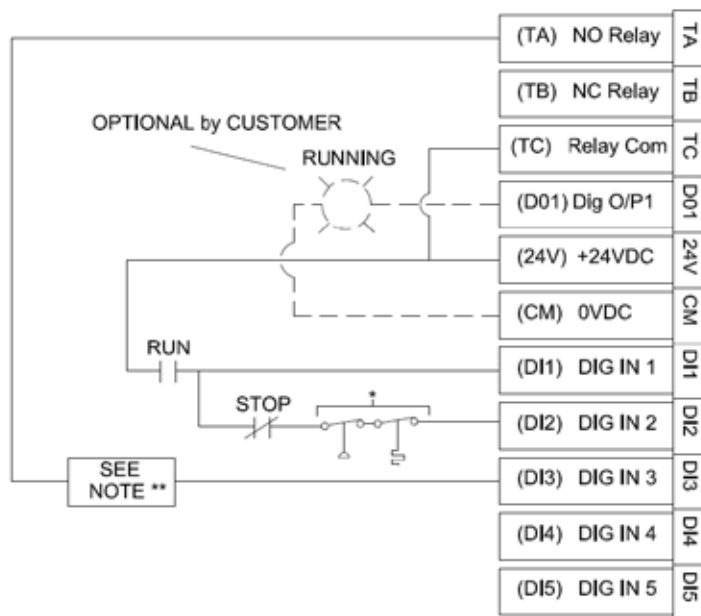 (TA) NO Relay TA
(TB) NC Relay TB
OPTIONAL by CUSTOMER
RUNNING
(TC) Relay Com TC
(D01) Dig O/P1 D01
(24V) +24VDC 24V
(CM) 0VDC CM
RUN
(DI1) DIG IN 1 DI1
STOP
*
(DI2) DIG IN 2 DI2
SEE
NOTE **
(DI3) DIG IN 3 DI3
(DI4) DIG IN 4 DI4
(DI5) DIG IN 5 DI5